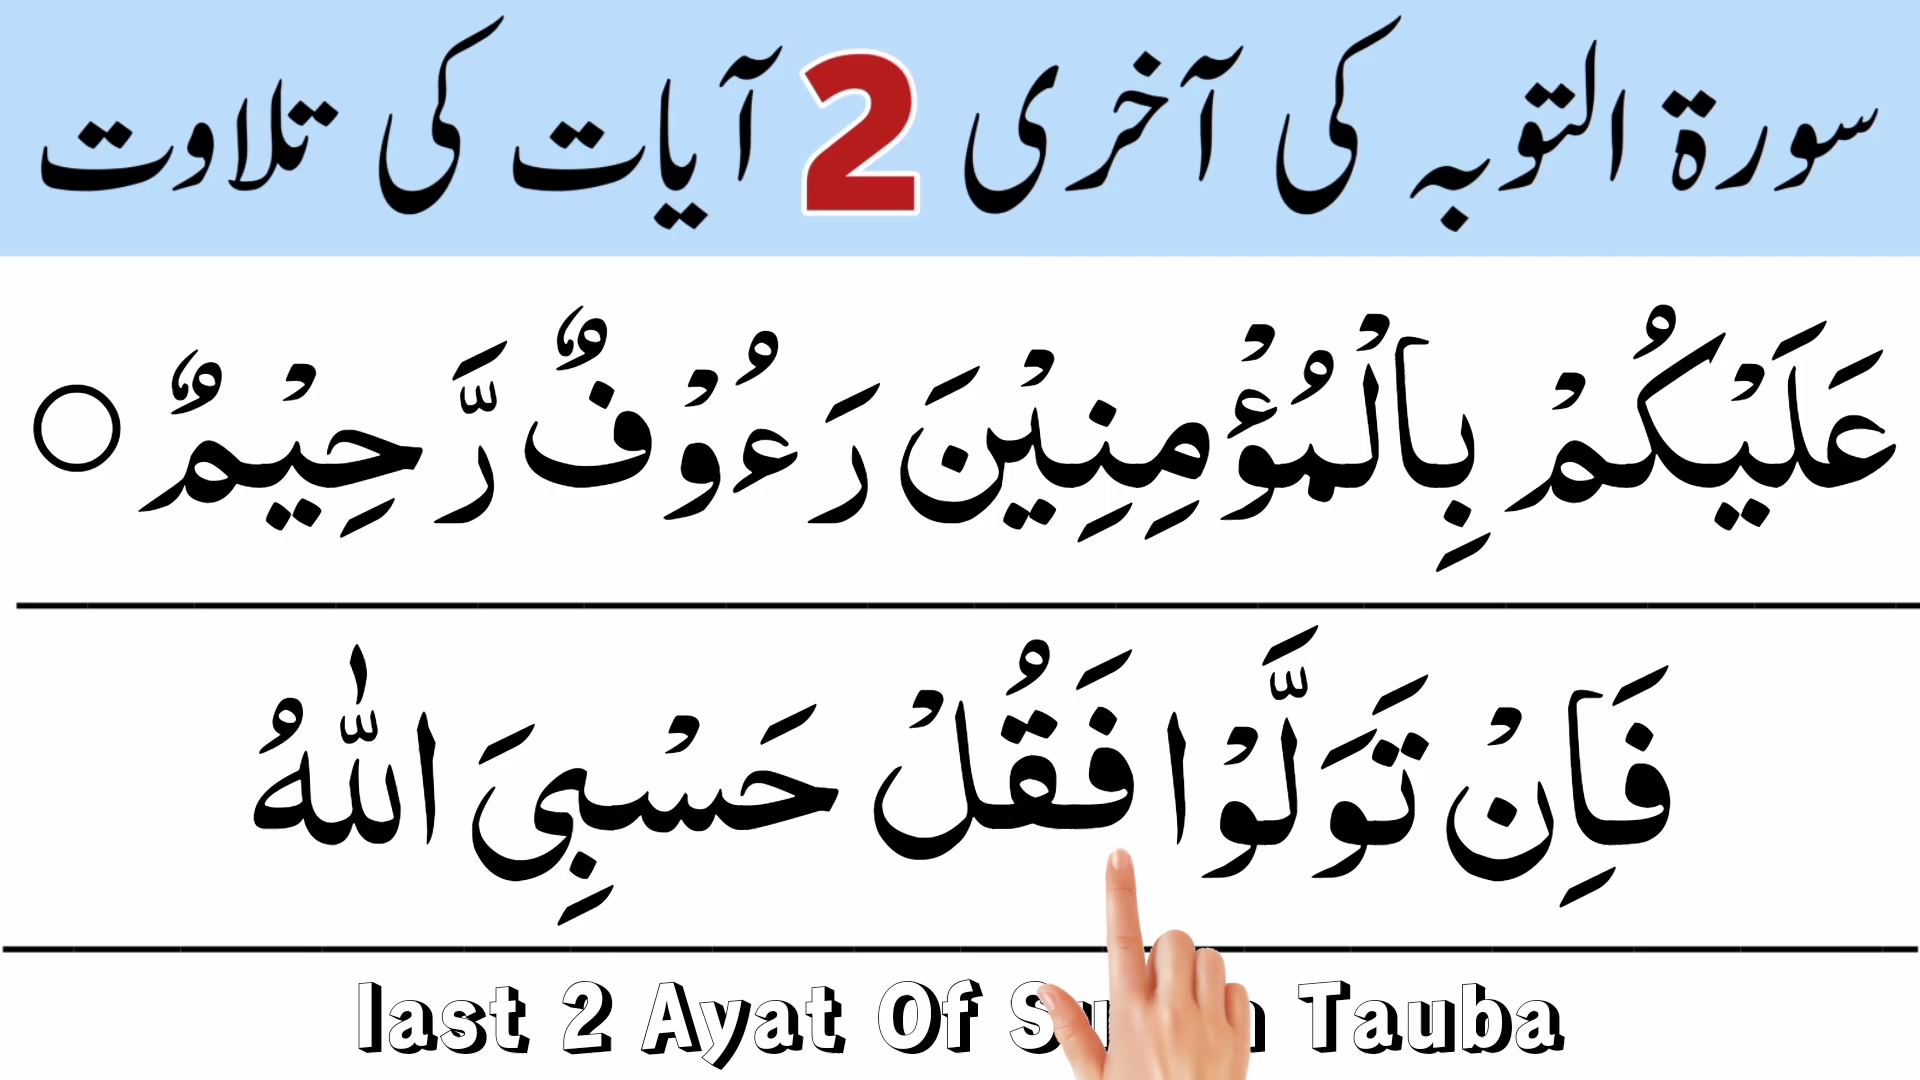 سورۃ التوبہ کی آخری 2 آیات کی تلاوت
عَلَيْكُمْ بِالْمُؤْمِنِيْنَ رَءُوْفٌ رَّحِيْمٌ ○
فَاِنْ تَوَلَّوْا فَقُلْ حَسْبِىَ اللّٰهُ
last 2 Ayat Of Tauba